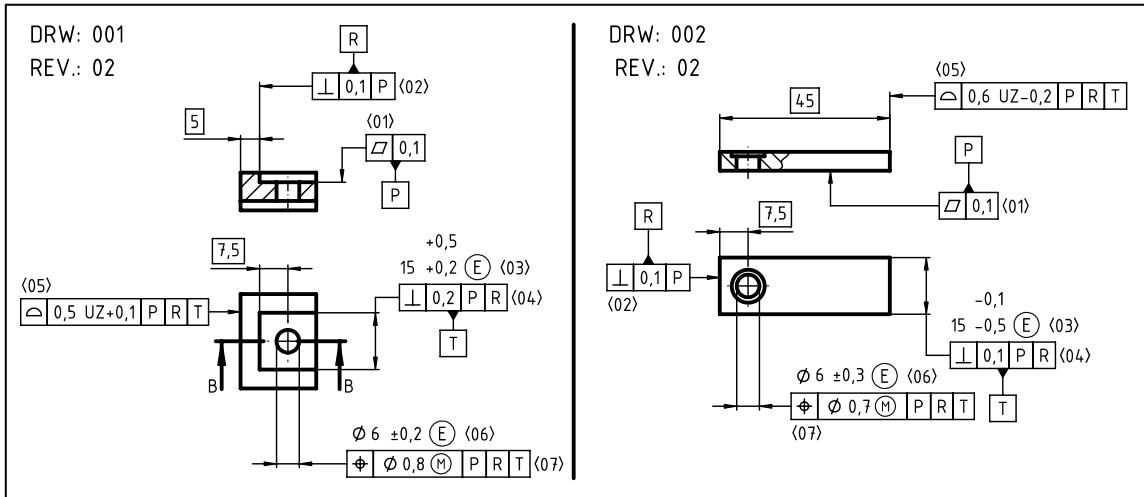 DRW: 001
REV.: 02
R
⟂ 0,1 P ⟨02⟩
5
⟨01⟩
⏥ 0,1
P
7,5
+0,5
15 +0,2 Ⓔ ⟨03⟩
⟂ 0,2 P R ⟨04⟩
T
⟨05⟩
⌓ 0,5 UZ+0,1 P R T
B B
Ø 6 ±0,2 Ⓔ ⟨06⟩
⌖ Ø 0,8 Ⓜ P R T ⟨07⟩
DRW: 002
REV.: 02
⟨05⟩
⌓ 0,6 UZ-0,2 P R T
45
P
⏥ 0,1 ⟨01⟩
R
7,5
⟂ 0,1 P
⟨02⟩
-0,1
15 -0,5 Ⓔ ⟨03⟩
⟂ 0,1 P R ⟨04⟩
T
Ø 6 ±0,3 Ⓔ ⟨06⟩
⌖ Ø 0,7 Ⓜ P R T
⟨07⟩